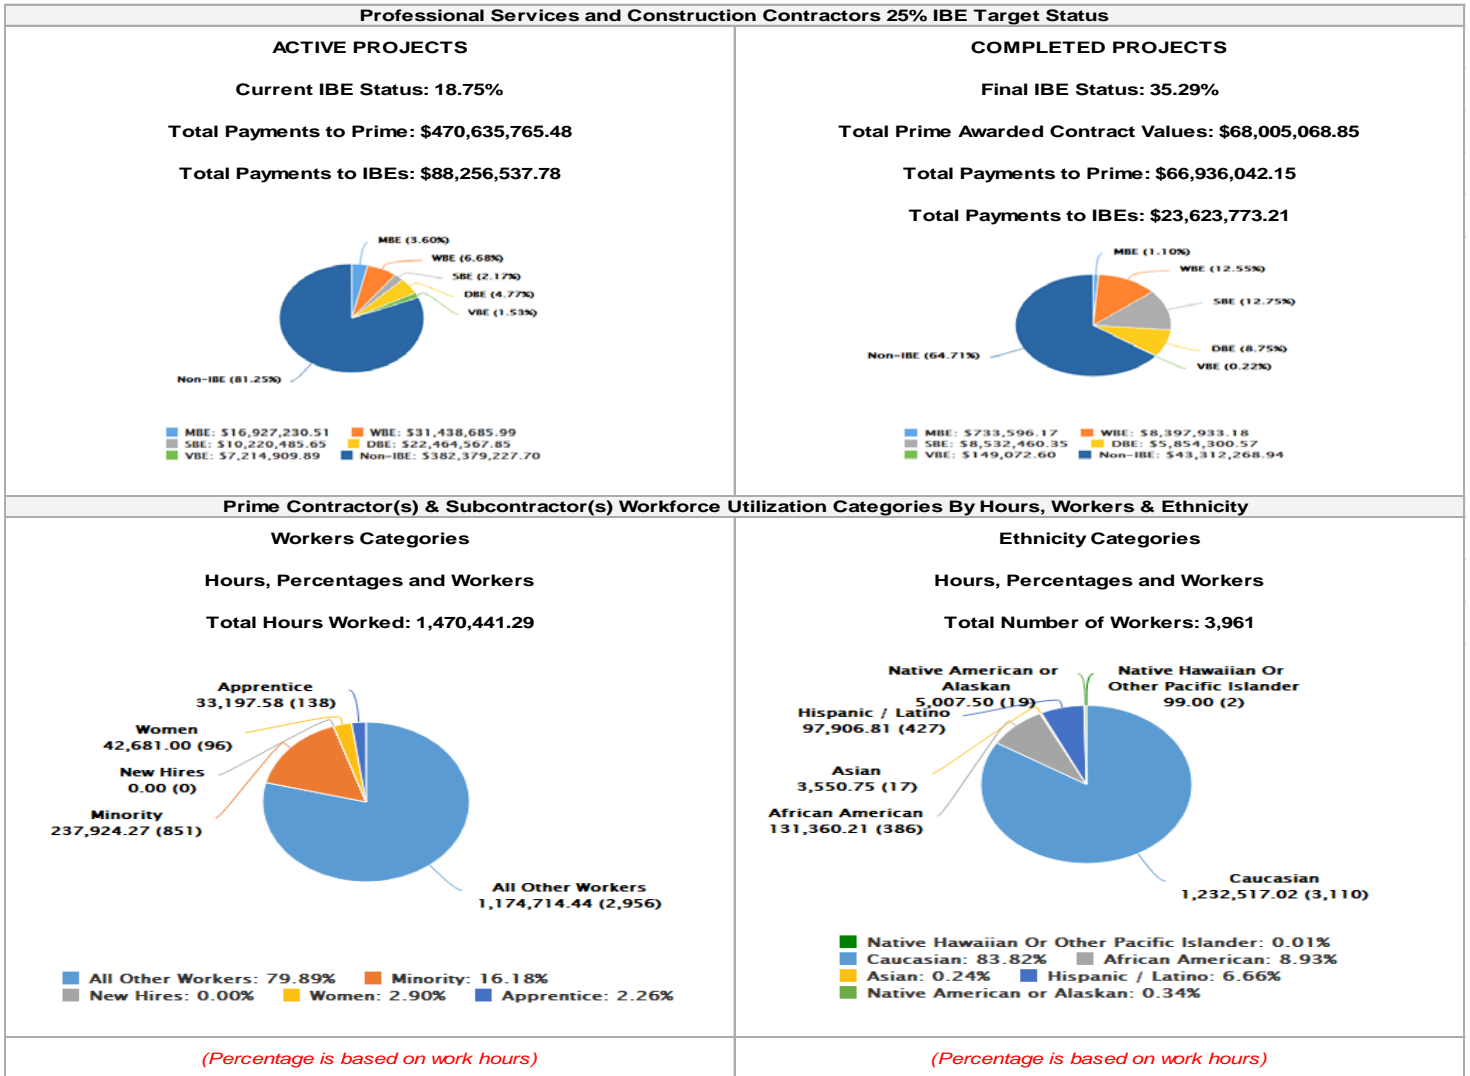 Professional Services and Construction Contractors 25% IBE Target Status
ACTIVE PROJECTS
Current IBE Status: 18.75%
Total Payments to Prime: $470,635,765.48
Total Payments to IBEs: $88,256,537.78
MBE (3.60%)
WBE (6.68%)
SBE (2.17%)
DBE (4.77%)
VBE (1.53%)
Non-IBE (81.25%)
MBE: $16,927,230.51 WBE: $31,438,685.99
SBE: $10,220,485.65 DBE: $22,464,567.85
VBE: $7,214,909.89 Non-IBE: $382,379,227.70
COMPLETED PROJECTS
Final IBE Status: 35.29%
Total Prime Awarded Contract Values: $68,005,068.85
Total Payments to Prime: $66,936,042.15
Total Payments to IBEs: $23,623,773.21
MBE (1.10%)
WBE (12.55%)
SBE (12.75%)
DBE (8.75%)
VBE (0.22%)
Non-IBE (64.71%)
MBE: $733,596.17 WBE: $8,397,933.18
SBE: $8,532,460.35 DBE: $5,854,300.57
VBE: $149,072.60 Non-IBE: $43,312,268.94
Prime Contractor(s) & Subcontractor(s) Workforce Utilization Categories By Hours, Workers & Ethnicity
Workers Categories
Hours, Percentages and Workers
Total Hours Worked: 1,470,441.29
Apprentice
33,197.58 (138)
Women
42,681.00 (96)
New Hires
0.00 (0)
Minority
237,924.27 (851)
All Other Workers
1,174,714.44 (2,956)
All Other Workers: 79.89% Minority: 16.18%
New Hires: 0.00% Women: 2.90% Apprentice: 2.26%
(Percentage is based on work hours)
Ethnicity Categories
Hours, Percentages and Workers
Total Number of Workers: 3,961
Native American or
Alaskan
5,007.50 (19)
Native Hawaiian Or
Other Pacific Islander
99.00 (2)
Hispanic / Latino
97,906.81 (427)
Asian
3,550.75 (17)
African American
131,360.21 (386)
Caucasian
1,232,517.02 (3,110)
Native Hawaiian Or Other Pacific Islander: 0.01%
Caucasian: 83.82% African American: 8.93%
Asian: 0.24% Hispanic / Latino: 6.66%
Native American or Alaskan: 0.34%
(Percentage is based on work hours)